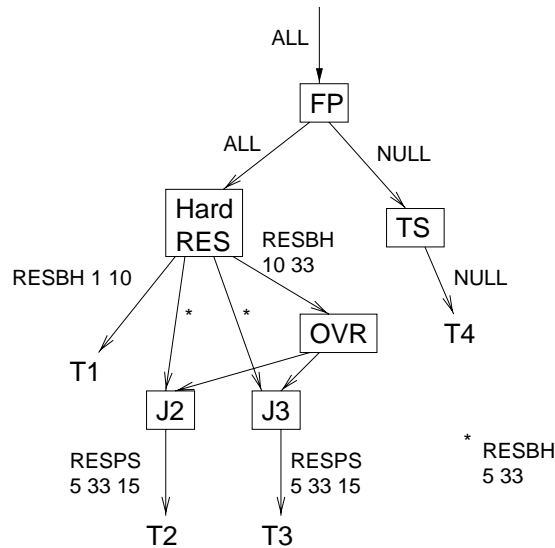 ALL
FP
ALL
NULL
Hard
RES
TS
RESBH
10 33
RESBH 1 10
NULL
*
*
OVR
T1
T4
J2
J3
*
RESBH
5 33
RESPS
5 33 15
RESPS
5 33 15
T2
T3